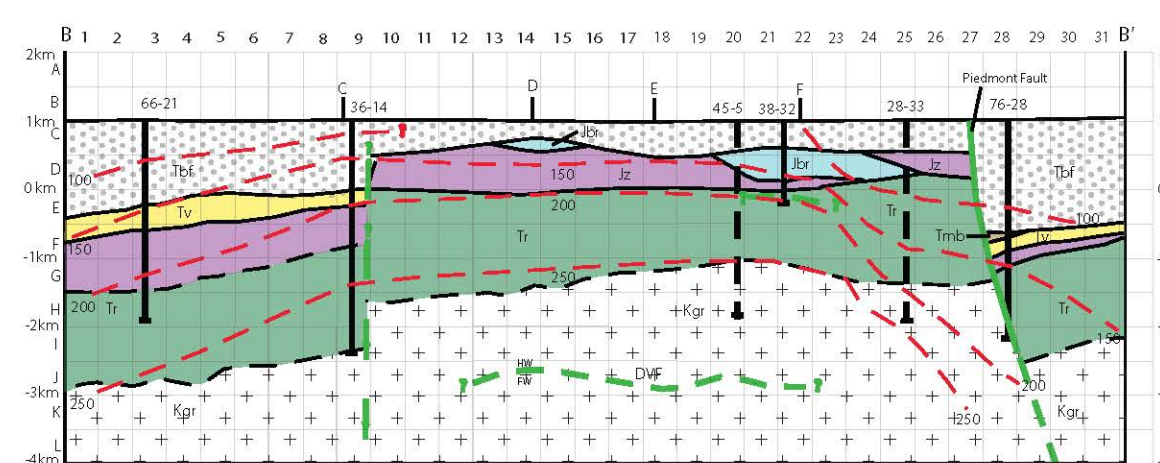 B 1 2 3 4 5 6 7 8 9 10 11 12 13 14 15 16 17 18 19 20 21 22 23 24 25 26 27 28 29 30 31 B'
2km
A
Piedmont Fault
C D E F
B
66-21 36-14 45-5 38-32 28-33 76-28
1km
C
Jbr
D
100 Tbf 150 Jz Jbr Jz Tbf
0 km
E
Tv 200 Tr 100
F
150 Tr Tmb Tv
-1km
G
250
H
200 Tr Kgr Tr
-2km
I
150
J
HW
FW
DVF
-3km
200
K
250 Kgr 250 Kgr
L
-4km